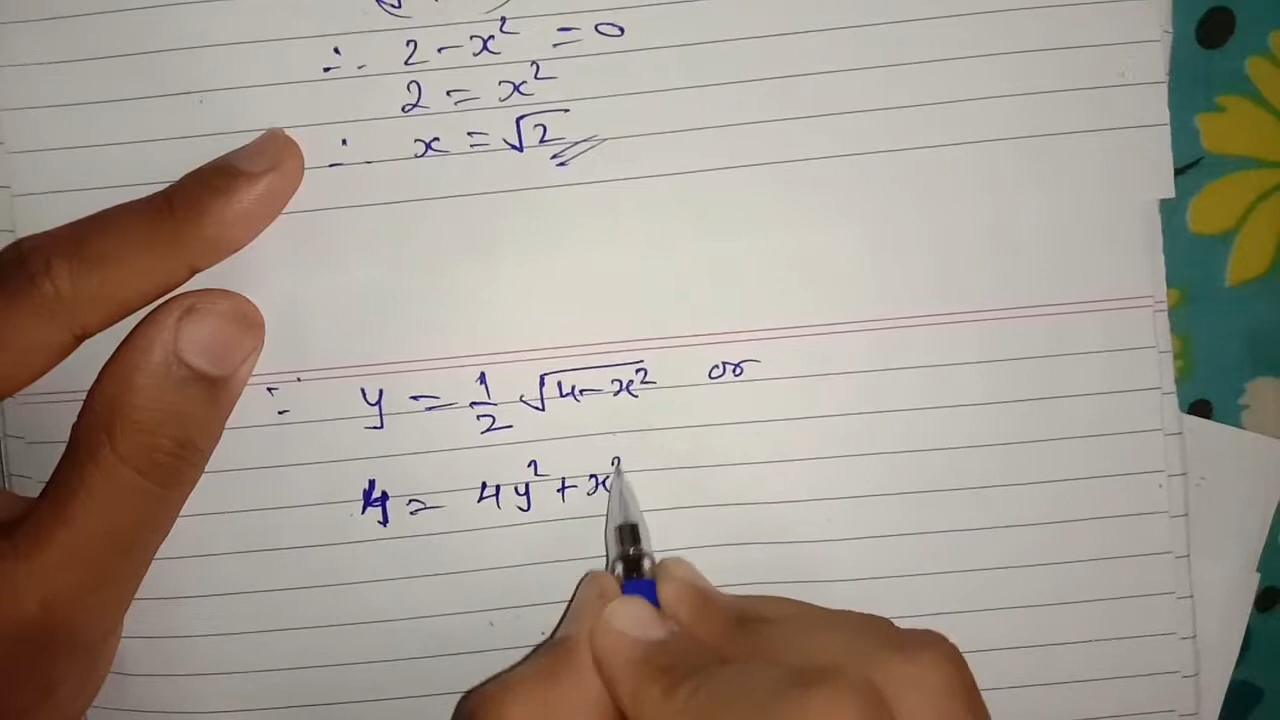 ∴ 2 - x² = 0
2 = x²
∴ x = √2
∵ y = 1/2 √4-x² or
4 = 4y² + x²